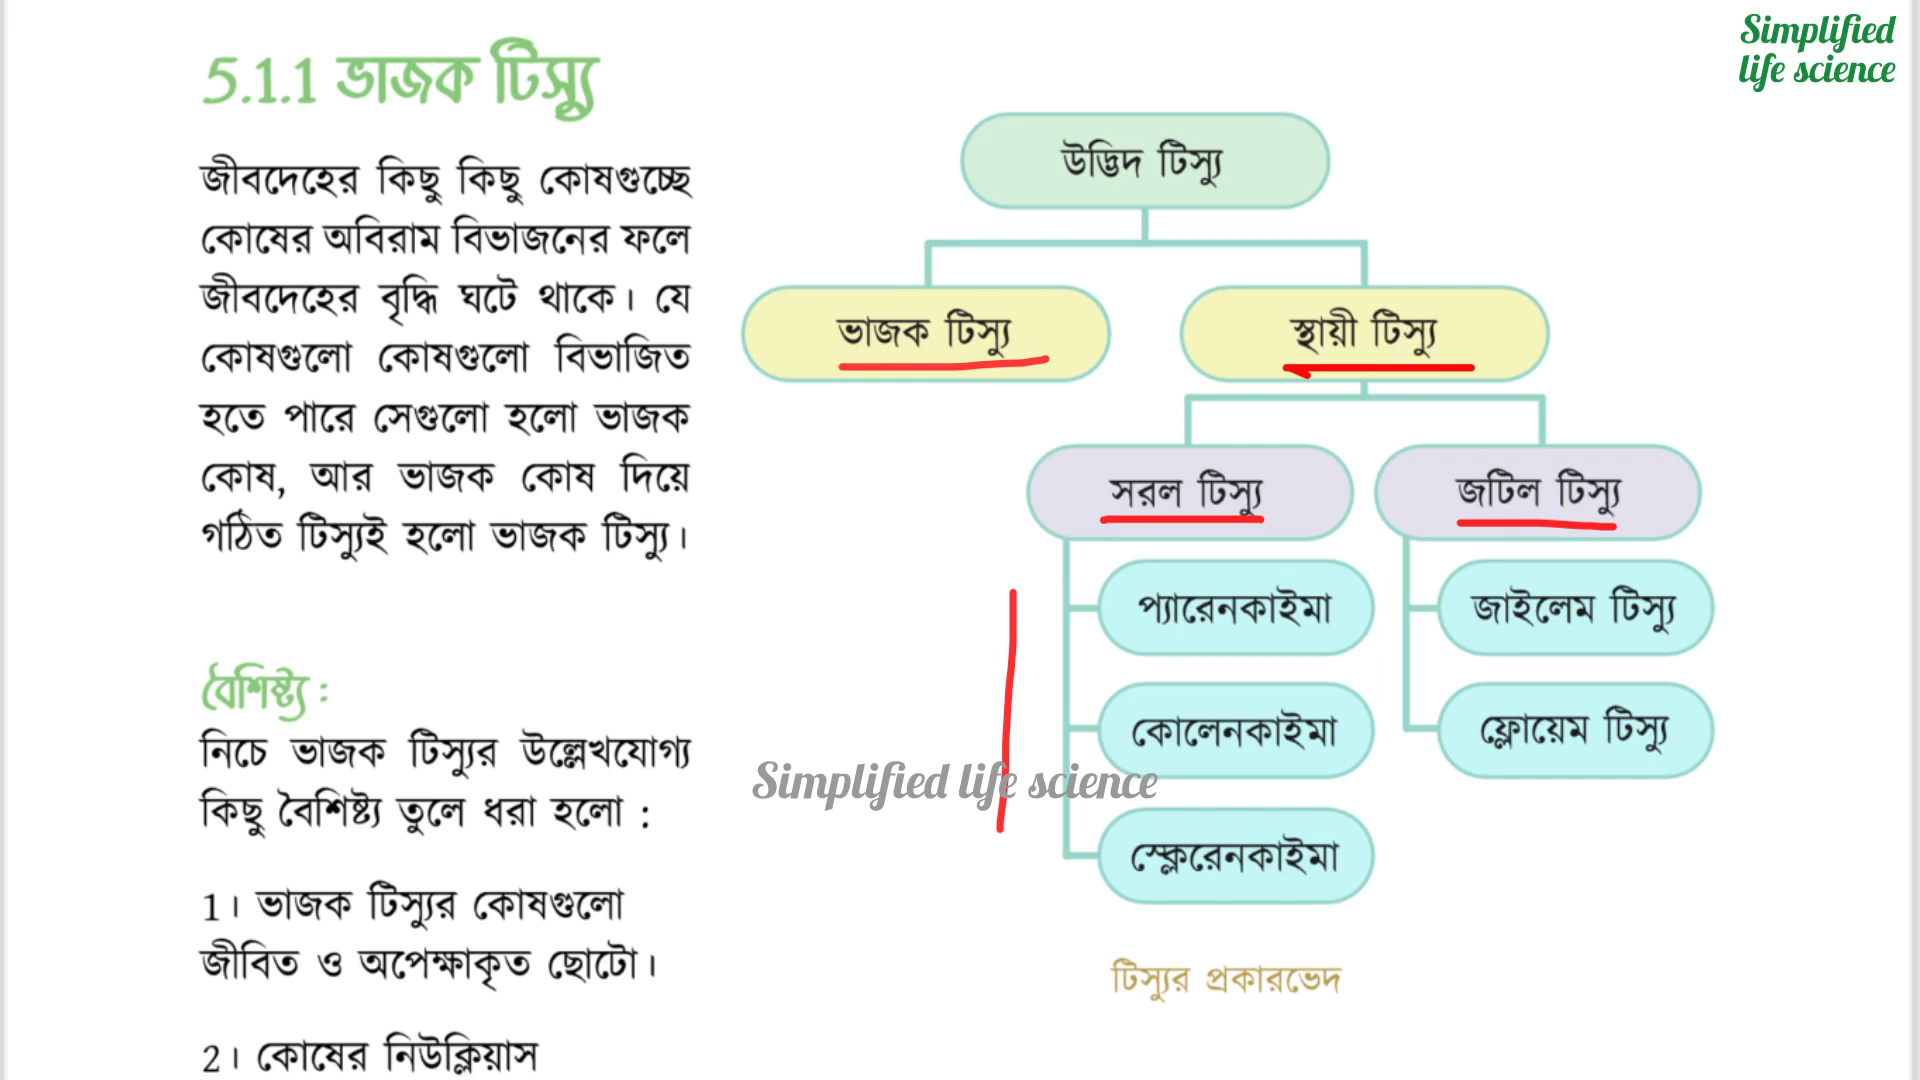 Simplified
life science
5.1.1 ভাজক টিস্যু
জীবদেহের কিছু কিছু কোষগুচ্ছে
কোষের অবিরাম বিভাজনের ফলে
জীবদেহের বৃদ্ধি ঘটে থাকে। যে
কোষগুলো কোষগুলো বিভাজিত
হতে পারে সেগুলো হলো ভাজক
কোষ, আর ভাজক কোষ দিয়ে
গঠিত টিস্যুই হলো ভাজক টিস্যু।
বৈশিষ্ট্য :
নিচে ভাজক টিস্যুর উল্লেখযোগ্য
কিছু বৈশিষ্ট্য তুলে ধরা হলো :
1। ভাজক টিস্যুর কোষগুলো
জীবিত ও অপেক্ষাকৃত ছোটো।
2। কোষের নিউক্লিয়াস
উদ্ভিদ টিস্যু
ভাজক টিস্যু
স্থায়ী টিস্যু
সরল টিস্যু
জটিল টিস্যু
প্যারেনকাইমা
জাইলেম টিস্যু
কোলেনকাইমা
ফ্লোয়েম টিস্যু
Simplified life science
স্ক্লেরেনকাইমা
টিস্যুর প্রকারভেদ